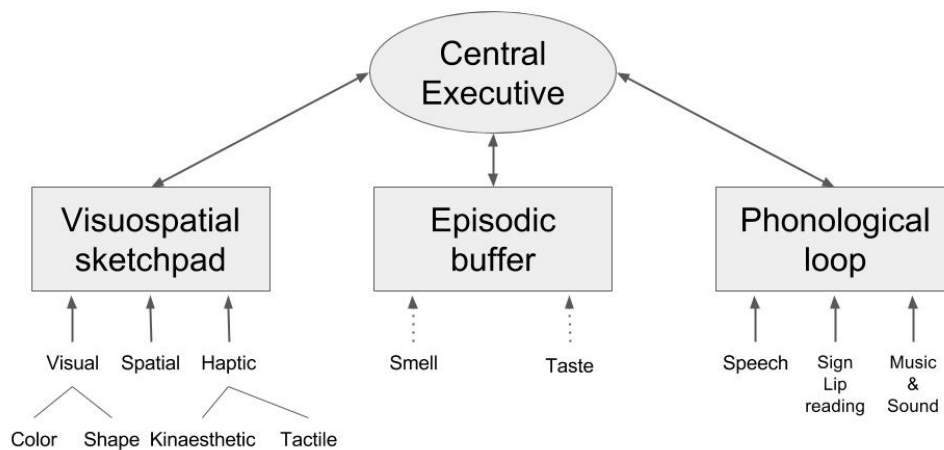 Central
Executive
Visuospatial
sketchpad
Episodic
buffer
Phonological
loop
Visual
Spatial
Haptic
Smell
Taste
Speech
Sign
Lip
reading
Music
&
Sound
Color
Shape
Kinaesthetic
Tactile